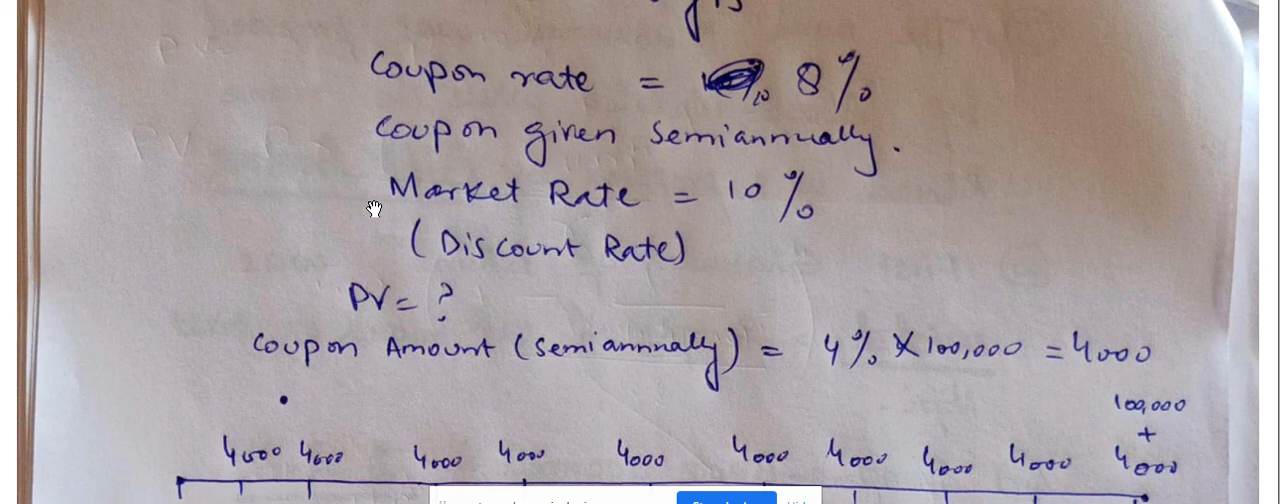 Coupon rate = 8%
Coupon given semiannually.
Market Rate = 10%
(Discount Rate)
PV = ?
Coupon Amount (Semiannually) = 4% X 100,000 = 4000
100,000
+
4000 4000 4000 4000 4000 4000 4000 4000 4000 4000